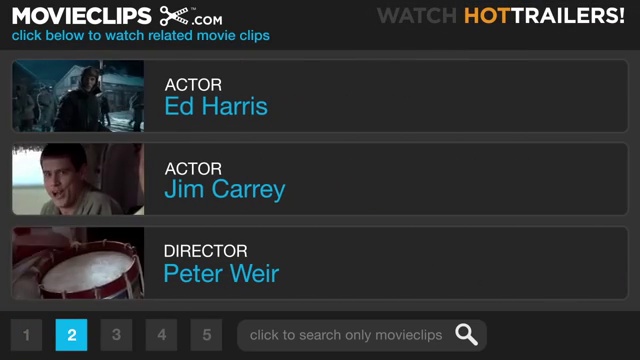 MOVIECLIPS.COM™
WATCH HOTTRAILERS!
click below to watch related movie clips
ACTOR
Ed Harris
ACTOR
Jim Carrey
DIRECTOR
Peter Weir
1 2 3 4 5 click to search only movieclips